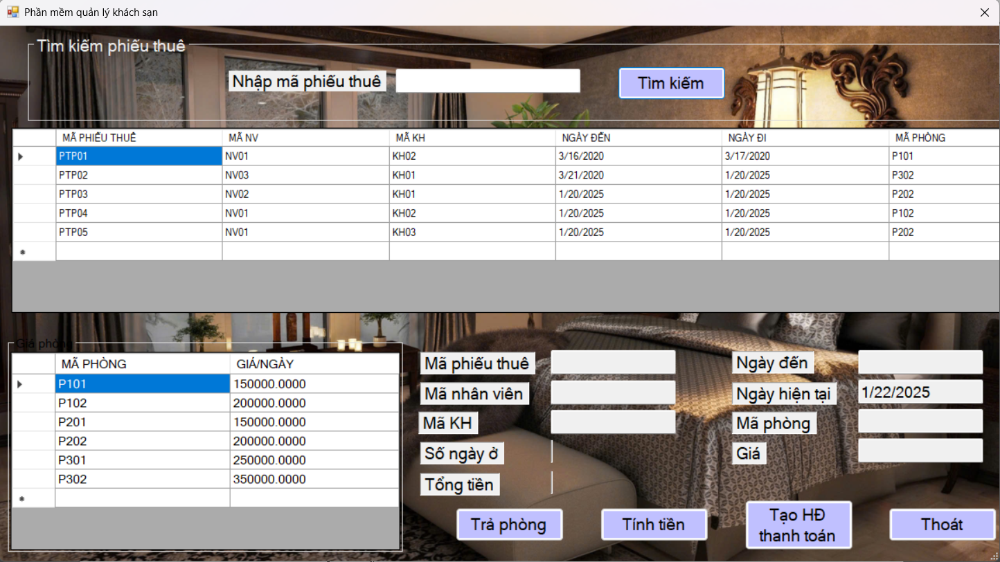 Phần mềm quản lý khách sạn
Tìm kiếm phiếu thuê
Nhập mã phiếu thuê
Tìm kiếm
MÃ PHIẾU THUÊ MÃ NV MÃ KH NGÀY ĐẾN NGÀY ĐI MÃ PHÒNG
PTP01 NV01 KH02 3/16/2020 3/17/2020 P101
PTP02 NV03 KH01 3/21/2020 1/20/2025 P302
PTP03 NV02 KH01 1/20/2025 1/20/2025 P202
PTP04 NV01 KH02 1/20/2025 1/20/2025 P102
PTP05 NV01 KH03 1/20/2025 1/20/2025 P202
Giá phòng
MÃ PHÒNG GIÁ/NGÀY
P101 150000.0000
P102 200000.0000
P201 150000.0000
P202 200000.0000
P301 250000.0000
P302 350000.0000
Mã phiếu thuê
Mã nhân viên
Mã KH
Số ngày ở
Tổng tiền
Ngày đến
Ngày hiện tại 1/22/2025
Mã phòng
Giá
Trả phòng
Tính tiền
Tạo HĐ
thanh toán
Thoát